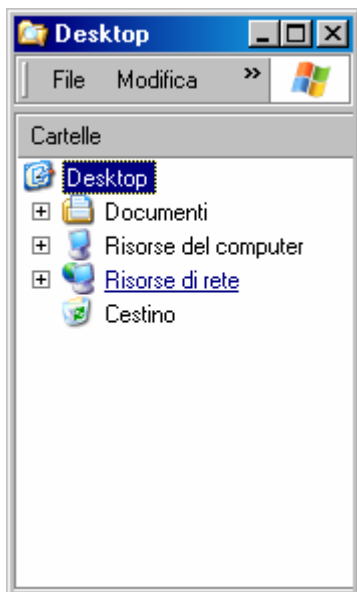 Desktop
File Modifica »
Cartelle
Desktop
Documenti
Risorse del computer
Risorse di rete
Cestino